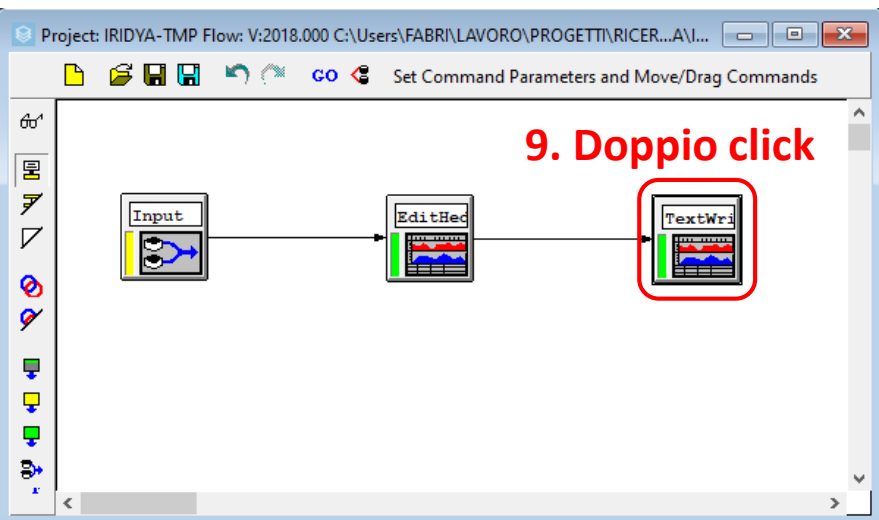 Project: IRIDYA-TMP Flow: V:2018.000 C:\Users\FABRI\LAVORO\PROGETTI\RICER...A\I...
GO Set Command Parameters and Move/Drag Commands
9. Doppio click
Input EditHed TextWri